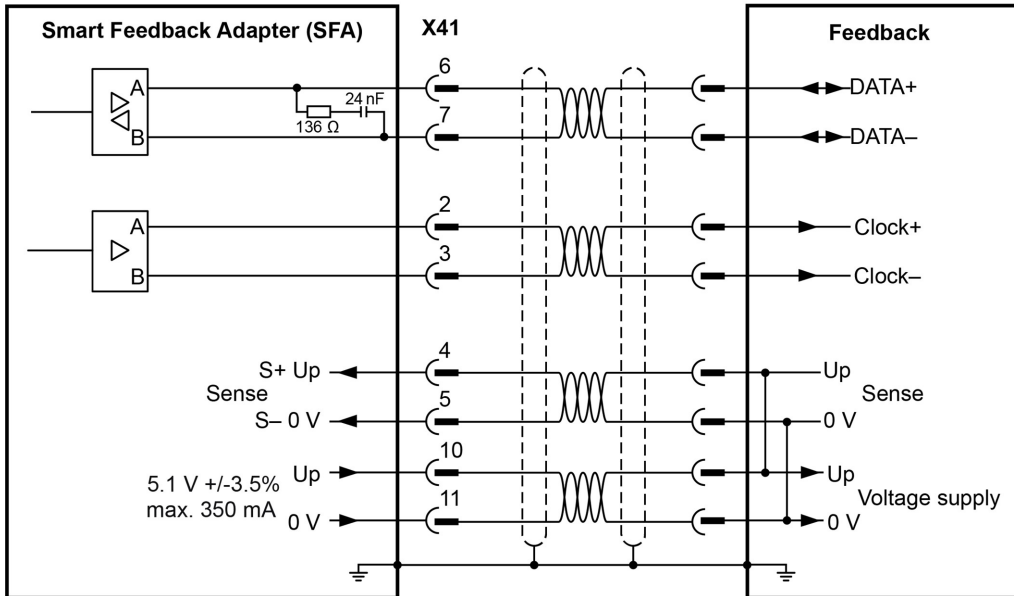 Smart Feedback Adapter (SFA)
X41
Feedback
A
B
136 Ω
24 nF
6
7
DATA+
DATA–
A
B
2
3
Clock+
Clock–
S+ Up
Sense
S– 0 V
4
5
Up
Sense
0 V
5.1 V +/-3.5%
max. 350 mA
Up
0 V
10
11
Up
Voltage supply
0 V